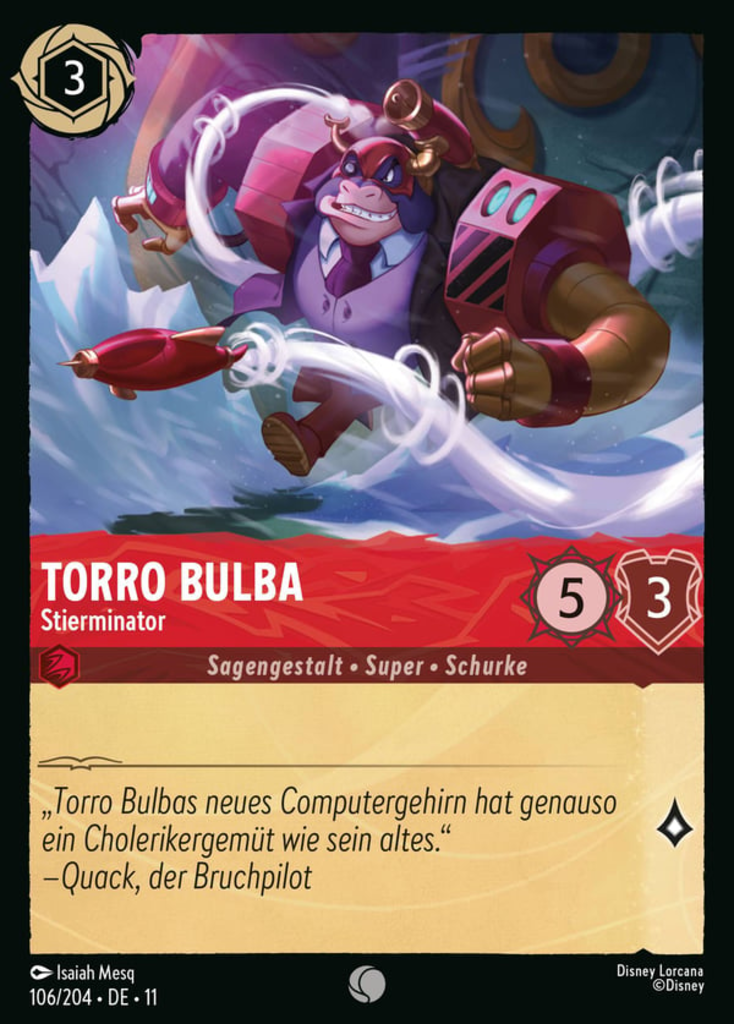 3
TORRO BULBA
Stierminator
5
3
Sagengestalt • Super • Schurke
„Torro Bulbas neues Computergehirn hat genauso
ein Cholerikergemüt wie sein altes.“
—Quack, der Bruchpilot
Isaiah Mesq
106/204 • DE • 11
Disney Lorcana
©Disney